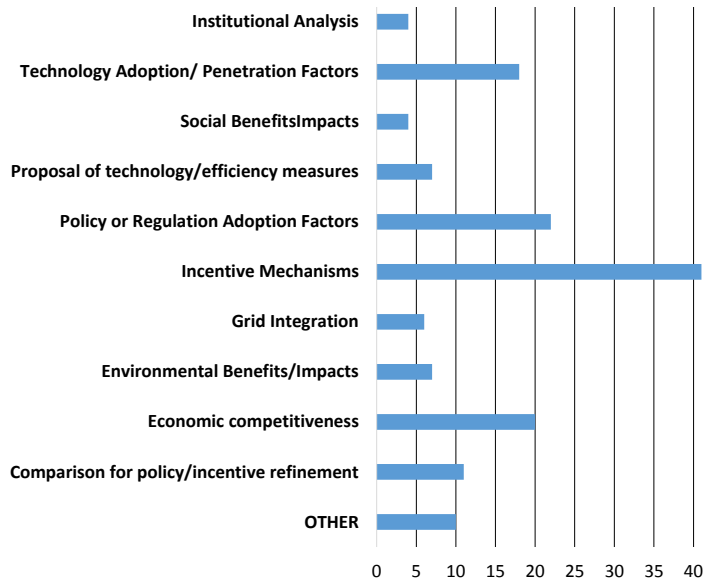 Institutional Analysis
Technology Adoption/ Penetration Factors
Social BenefitsImpacts
Proposal of technology/efficiency measures
Policy or Regulation Adoption Factors
Incentive Mechanisms
Grid Integration
Environmental Benefits/Impacts
Economic competitiveness
Comparison for policy/incentive refinement
OTHER
0 5 10 15 20 25 30 35 40